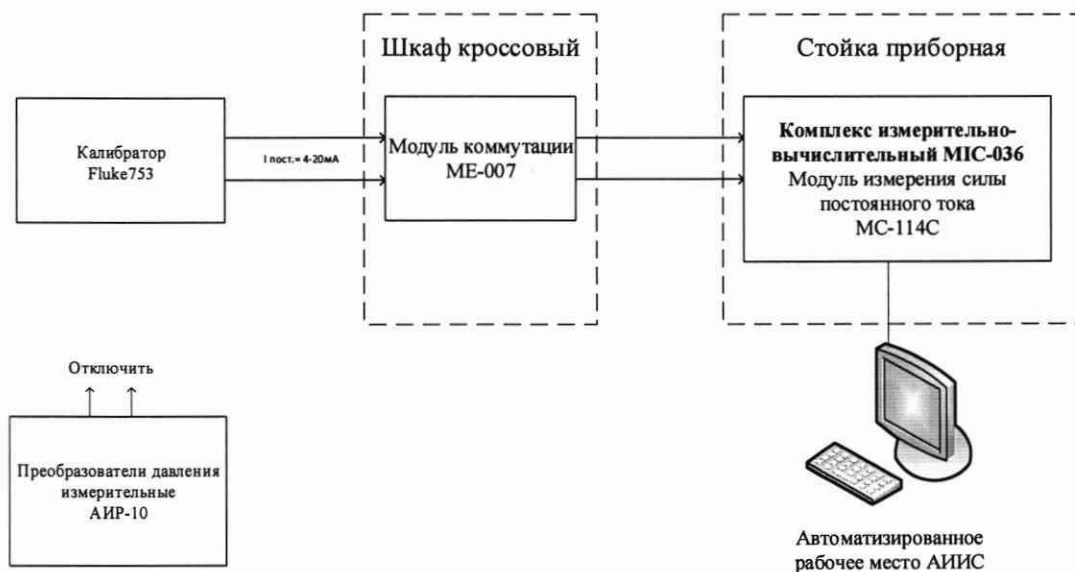 Шкаф кроссовый
Стойка приборная
Калибратор
Fluke753
I пост.= 4-20мА
Модуль коммутации
МЕ-007
Комплекс измерительно-
вычислительный MIC-036
Модуль измерения силы
постоянного тока
МС-114С
Отключить
Преобразователи давления
измерительные
АИР-10
Автоматизированное
рабочее место АИИС